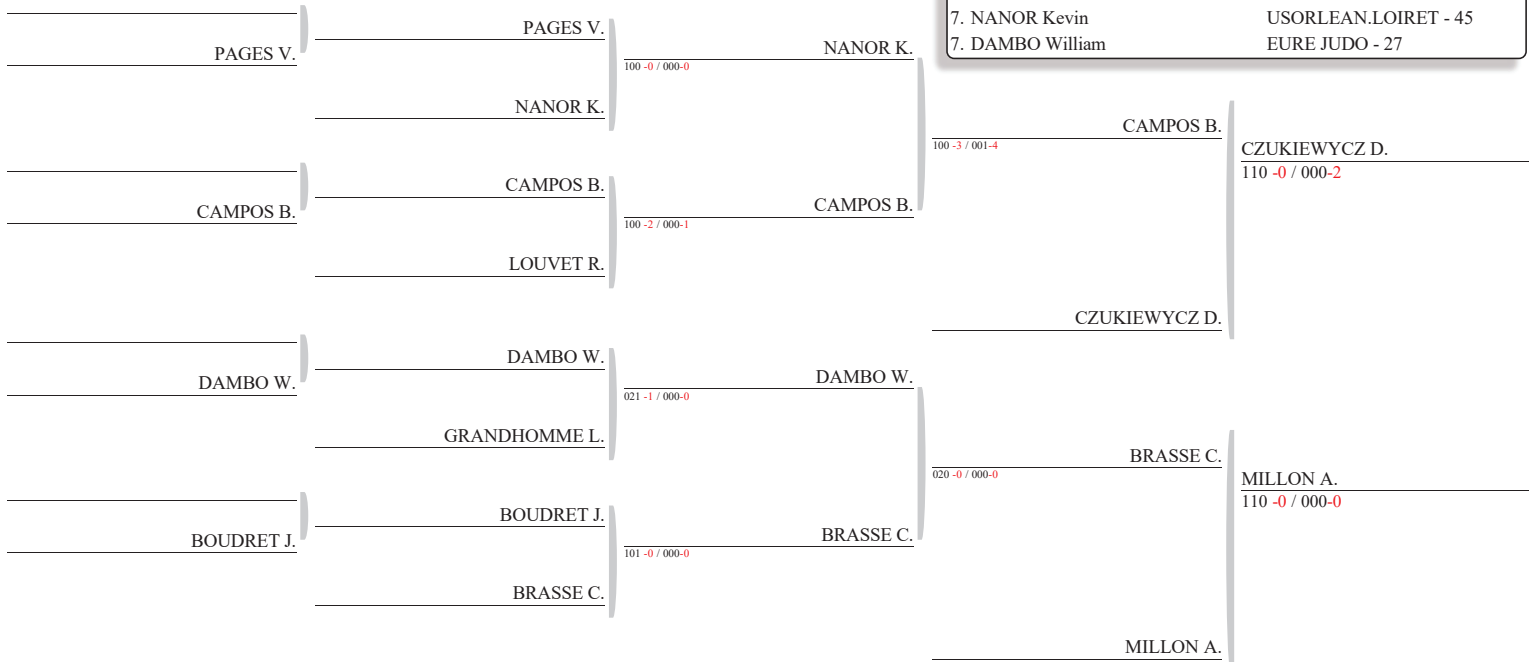 7. NANOR Kevin USORLEAN.LOIRET - 45
7. DAMBO William EURE JUDO - 27
PAGES V.
PAGES V.
NANOR K.
100 -0 / 000-0
NANOR K.
CAMPOS B.
100 -3 / 001-4
CZUKIEWYCZ D.
110 -0 / 000-2
CAMPOS B.
CAMPOS B.
CAMPOS B.
100 -2 / 000-1
LOUVET R.
CZUKIEWYCZ D.
DAMBO W.
DAMBO W.
DAMBO W.
021 -1 / 000-0
GRANDHOMME L.
BRASSE C.
020 -0 / 000-0
MILLON A.
110 -0 / 000-0
BOUDRET J.
BOUDRET J.
BRASSE C.
101 -0 / 000-0
BRASSE C.
MILLON A.